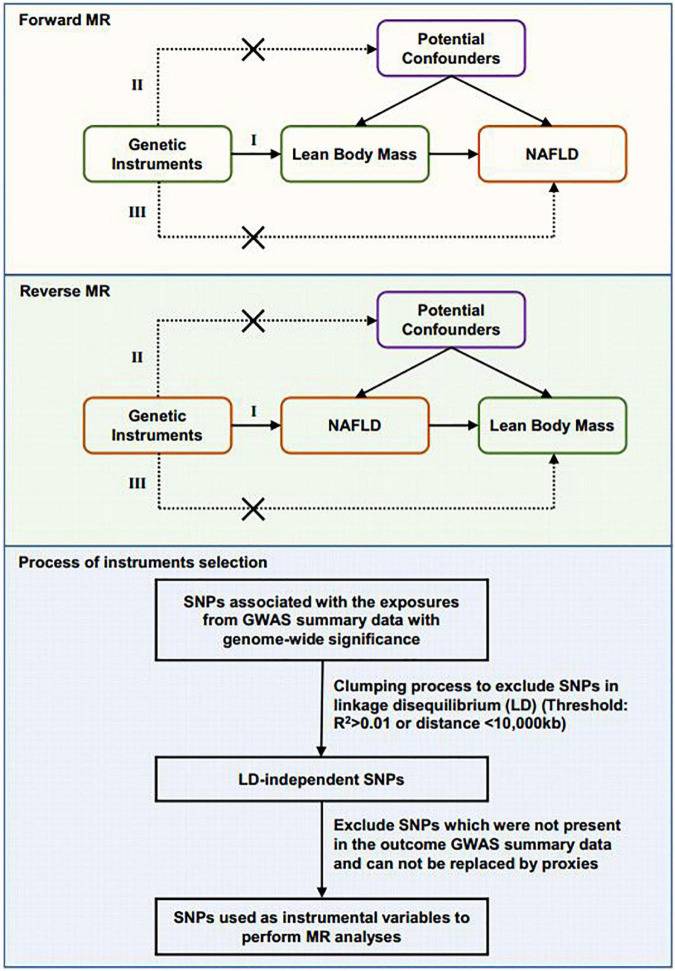 Forward MR
Potential
Confounders
II
Genetic
Instruments
I
Lean Body Mass
NAFLD
III
Reverse MR
Potential
Confounders
II
Genetic
Instruments
I
NAFLD
Lean Body Mass
III
Process of instruments selection
SNPs associated with the exposures
from GWAS summary data with
genome-wide significance
Clumping process to exclude SNPs in
linkage disequilibrium (LD) (Threshold:
R²>0.01 or distance <10,000kb)
LD-independent SNPs
Exclude SNPs which were not present
in the outcome GWAS summary data
and can not be replaced by proxies
SNPs used as instrumental variables to
perform MR analyses